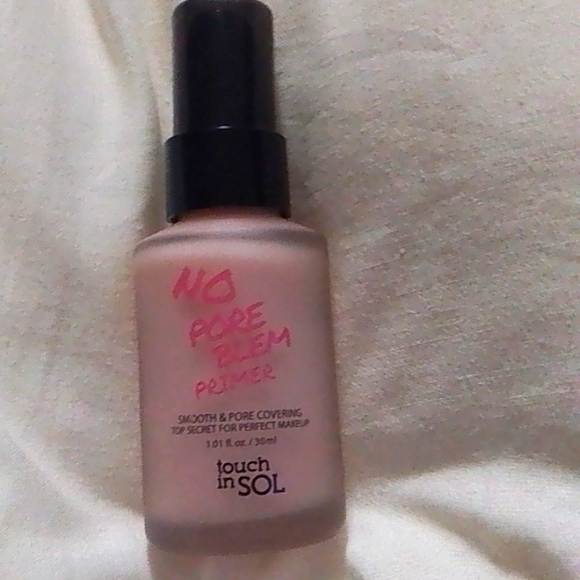 NO
PORE
BLEM
PRIMER
SMOOTH & PORE COVERING
TOP SECRET FOR PERFECT MAKEUP
1.01 fl.oz. / 30ml
touch
in SOL